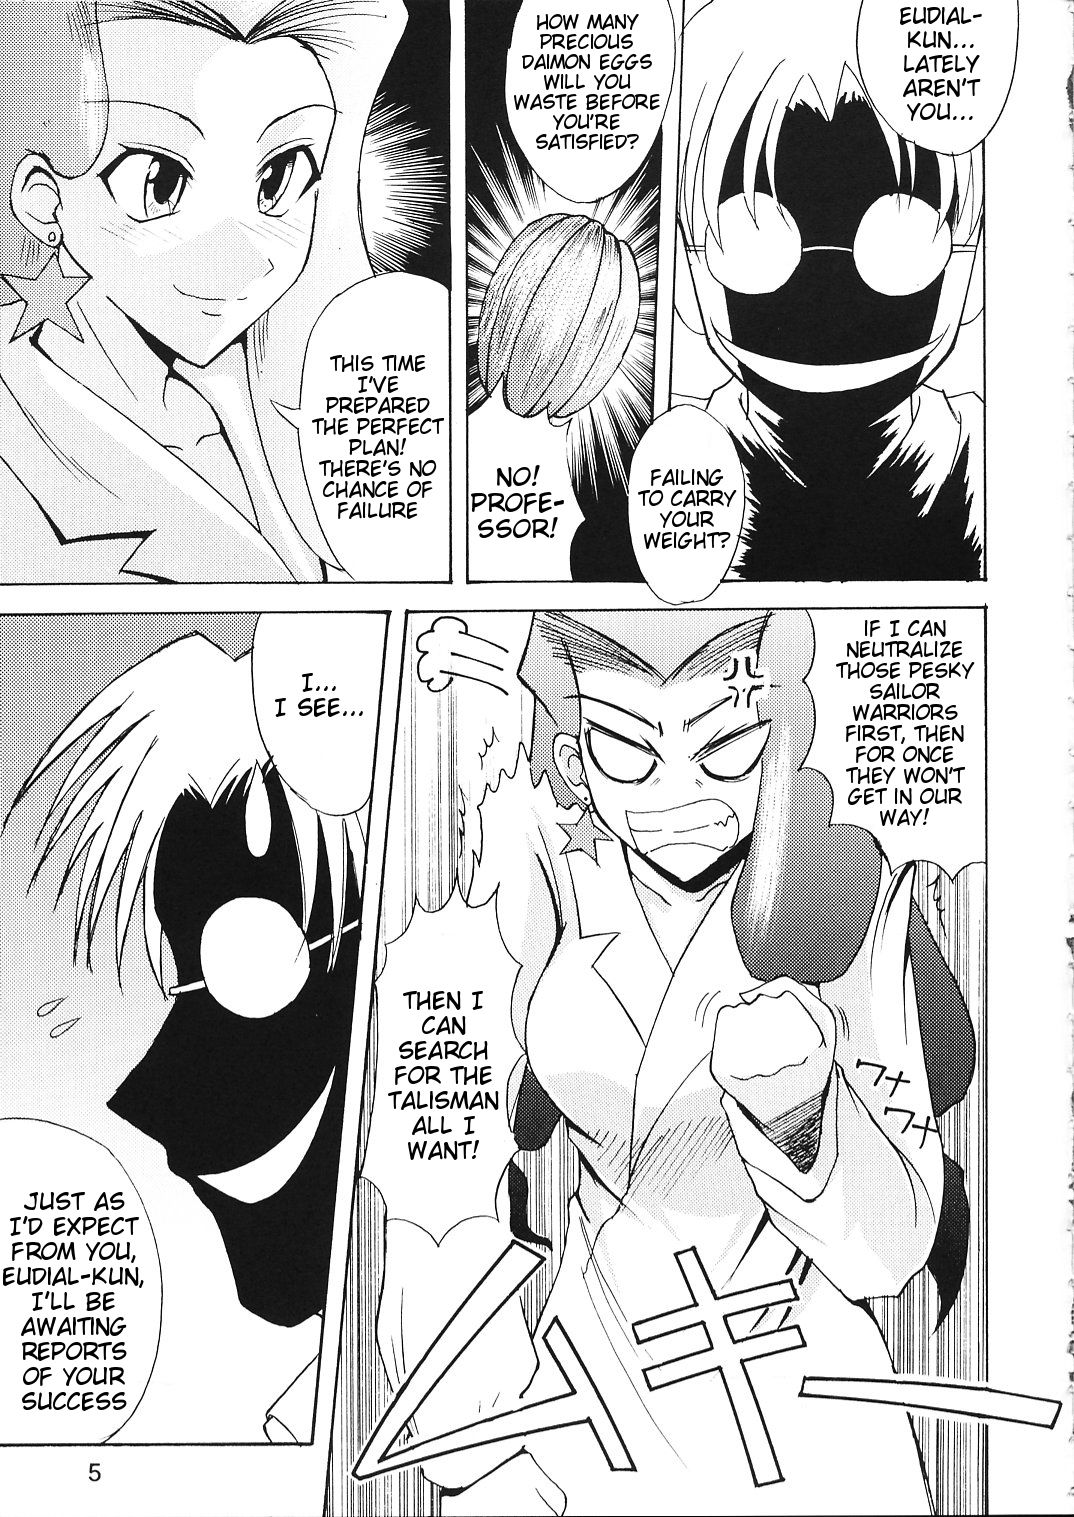 EUDIAL-
KUN...
LATELY
AREN'T
YOU...
FAILING
TO CARRY
YOUR
WEIGHT?
HOW MANY
PRECIOUS
DAIMON EGGS
WILL YOU
WASTE BEFORE
YOU'RE
SATISFIED?
NO!
PROFE-
SSOR!
THIS TIME
I'VE
PREPARED
THE PERFECT
PLAN!
THERE'S NO
CHANCE OF
FAILURE
IF I CAN
NEUTRALIZE
THOSE PESKY
SAILOR
WARRIORS
FIRST, THEN
FOR ONCE
THEY WON'T
GET IN OUR
WAY!
THEN I
CAN
SEARCH
FOR THE
TALISMAN
ALL I
WANT!
ワナ
ワナ
ムキー
I...
I SEE...
JUST AS
I'D EXPECT
FROM YOU,
EUDIAL-KUN,
I'LL BE
AWAITING
REPORTS
OF YOUR
SUCCESS
5